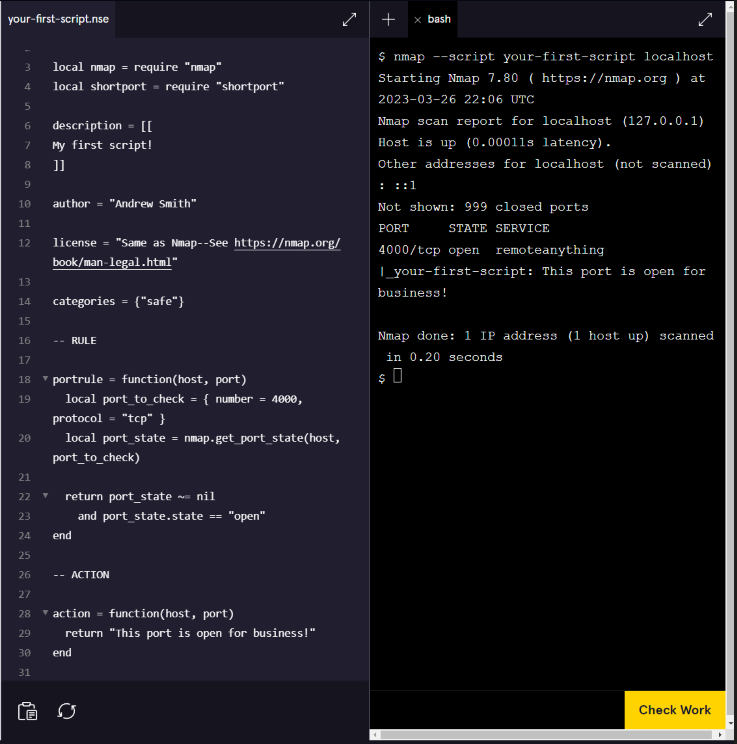 your-first-script.nse
3 local nmap = require "nmap"
4 local shortport = require "shortport"
5
6 description = [[
7 My first script!
8 ]]
9
10 author = "Andrew Smith"
11
12 license = "Same as Nmap--See https://nmap.org/
book/man-legal.html"
13
14 categories = {"safe"}
15
16 -- RULE
17
18 portrule = function(host, port)
19 local port_to_check = { number = 4000,
protocol = "tcp" }
20 local port_state = nmap.get_port_state(host,
port_to_check)
21
22 return port_state ~= nil
23 and port_state.state == "open"
24 end
25
26 -- ACTION
27
28 action = function(host, port)
29 return "This port is open for business!"
30 end
31
bash
$ nmap --script your-first-script localhost
Starting Nmap 7.80 ( https://nmap.org ) at
2023-03-26 22:06 UTC
Nmap scan report for localhost (127.0.0.1)
Host is up (0.00011s latency).
Other addresses for localhost (not scanned)
: ::1
Not shown: 999 closed ports
PORT STATE SERVICE
4000/tcp open remoteanything
|_your-first-script: This port is open for
business!
Nmap done: 1 IP address (1 host up) scanned
in 0.20 seconds
$
Check Work